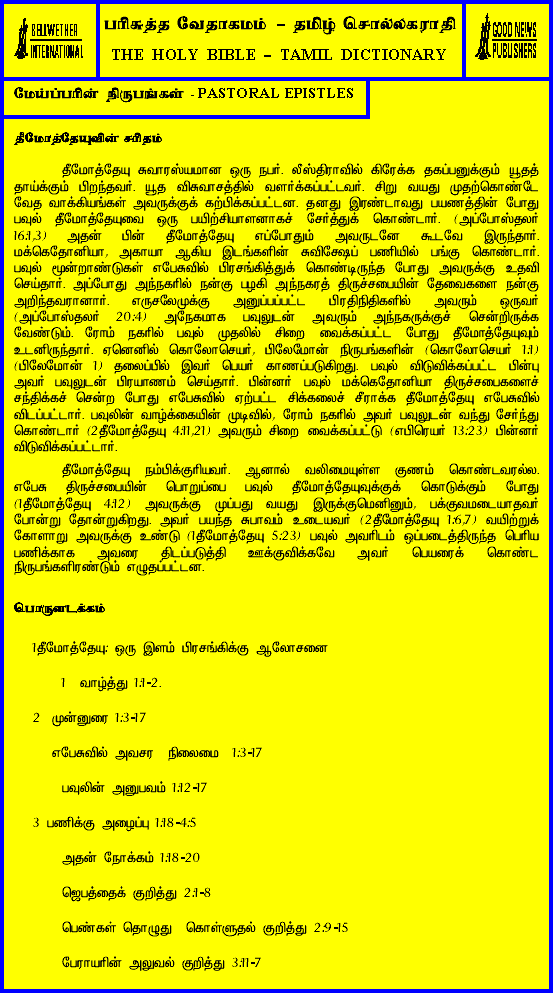 BELLWETHER
INTERNATIONAL
பரிசுத்த வேதாகமம் – தமிழ் சொல்லகராதி
THE HOLY BIBLE – TAMIL DICTIONARY
GOOD NEWS
PUBLISHERS
மேய்ப்பரின் நிருபங்கள் - PASTORAL EPISTLES
தீமோத்தேயுவின் சரிதம்
தீமோத்தேயு சுவாரஸ்யமான ஒரு நபர். லீஸ்திராவில் கிரேக்க தகப்பனுக்கும் யூதத்
தாய்க்கும் பிறந்தவர். யூத விசுவாசத்தில் வளர்க்கப்பட்டவர். சிறு வயது முதற்கொண்டே
வேத வாக்கியங்கள் அவருக்குக் கற்பிக்கப்பட்டன. தனது இரண்டாவது பயணத்தின் போது
பவுல் தீமோத்தேயுவை ஒரு பயிற்சியாளனாகச் சேர்த்துக் கொண்டார். (அப்போஸ்தலர்
16:1,3) அதன் பின் தீமோத்தேயு எப்போதும் அவருடனே கூடவே இருந்தார்.
மக்கெதோனியா, அகாயா ஆகிய இடங்களின் சுவிசேஷப் பணியில் பங்கு கொண்டார்.
பவுல் மூன்றாண்டுகள் எபேசுவில் பிரசங்கித்துக் கொண்டிருந்த போது அவருக்கு உதவி
செய்தார். அப்போது அந்நகரில் நன்கு பழகி அந்நகரத் திருச்சபையின் தேவைகளை நன்கு
அறிந்தவரானார். எருசலேமுக்கு அனுப்பப்பட்ட பிரதிநிதிகளில் அவரும் ஒருவர்
(அப்போஸ்தலர் 20:4) அநேகமாக பவுலுடன் அவரும் அந்நகருக்குச் சென்றிருக்க
வேண்டும். ரோம் நகரில் பவுல் முதலில் சிறை வைக்கப்பட்ட போது தீமோத்தேயுவும்
உடனிருந்தார். ஏனெனில் கொலோசெயர், பிலேமோன் நிருபங்களின் (கொலோசெயர் 1:1)
(பிலேமோன் 1) தலைப்பில் இவர் பெயர் காணப்படுகிறது. பவுல் விடுவிக்கப்பட்ட பின்பு
அவர் பவுலுடன் பிரயாணம் செய்தார். பின்னர் பவுல் மக்கெதோனியா திருச்சபைகளைச்
சந்திக்கச் சென்ற போது எபேசுவில் ஏற்பட்ட சிக்கலைச் சீராக்க தீமோத்தேயு எபேசுவில்
விடப்பட்டார். பவுலின் வாழ்க்கையின் முடிவில், ரோம் நகரில் அவர் பவுலுடன் வந்து சேர்ந்து
கொண்டார் (2தீமோத்தேயு 4:11,21) அவரும் சிறை வைக்கப்பட்டு (எபிரெயர் 13:23) பின்னர்
விடுவிக்கப்பட்டார்.
தீமோத்தேயு நம்பிக்குரியவர். ஆனால் வலிமையுள்ள குணம் கொண்டவரல்ல.
எபேசு திருச்சபையின் பொறுப்பை பவுல் தீமோத்தேயுவுக்குக் கொடுக்கும் போது
(1தீமோத்தேயு 4:12) அவருக்கு முப்பது வயது இருக்குமெனினும், பக்குவமடையாதவர்
போன்று தோன்றுகிறது. அவர் பயந்த சுபாவம் உடையவர் (2தீமோத்தேயு 1:6,7) வயிற்றுக்
கோளாறு அவருக்கு உண்டு (1தீமோத்தேயு 5:23) பவுல் அவரிடம் ஒப்படைத்திருந்த பெரிய
பணிக்காக அவரை திடப்படுத்தி ஊக்குவிக்கவே அவர் பெயரைக் கொண்ட
நிருபங்களிரண்டும் எழுதப்பட்டன.
பொருளடக்கம்
1தீமோத்தேயு: ஒரு இளம் பிரசங்கிக்கு ஆலோசனை
1 வாழ்த்து 1:1-2.
2 முன்னுரை 1:3-17
எபேசுவில் அவசர நிலைமை 1:3-17
பவுலின் அனுபவம் 1:12-17
3 பணிக்கு அழைப்பு 1:18-4:5
அதன் நோக்கம் 1:18-20
ஜெபத்தைக் குறித்து 2:1-8
பெண்கள் தொழுது கொள்ளுதல் குறித்து 2:9-15
பேராயரின் அலுவல் குறித்து 3:11-7